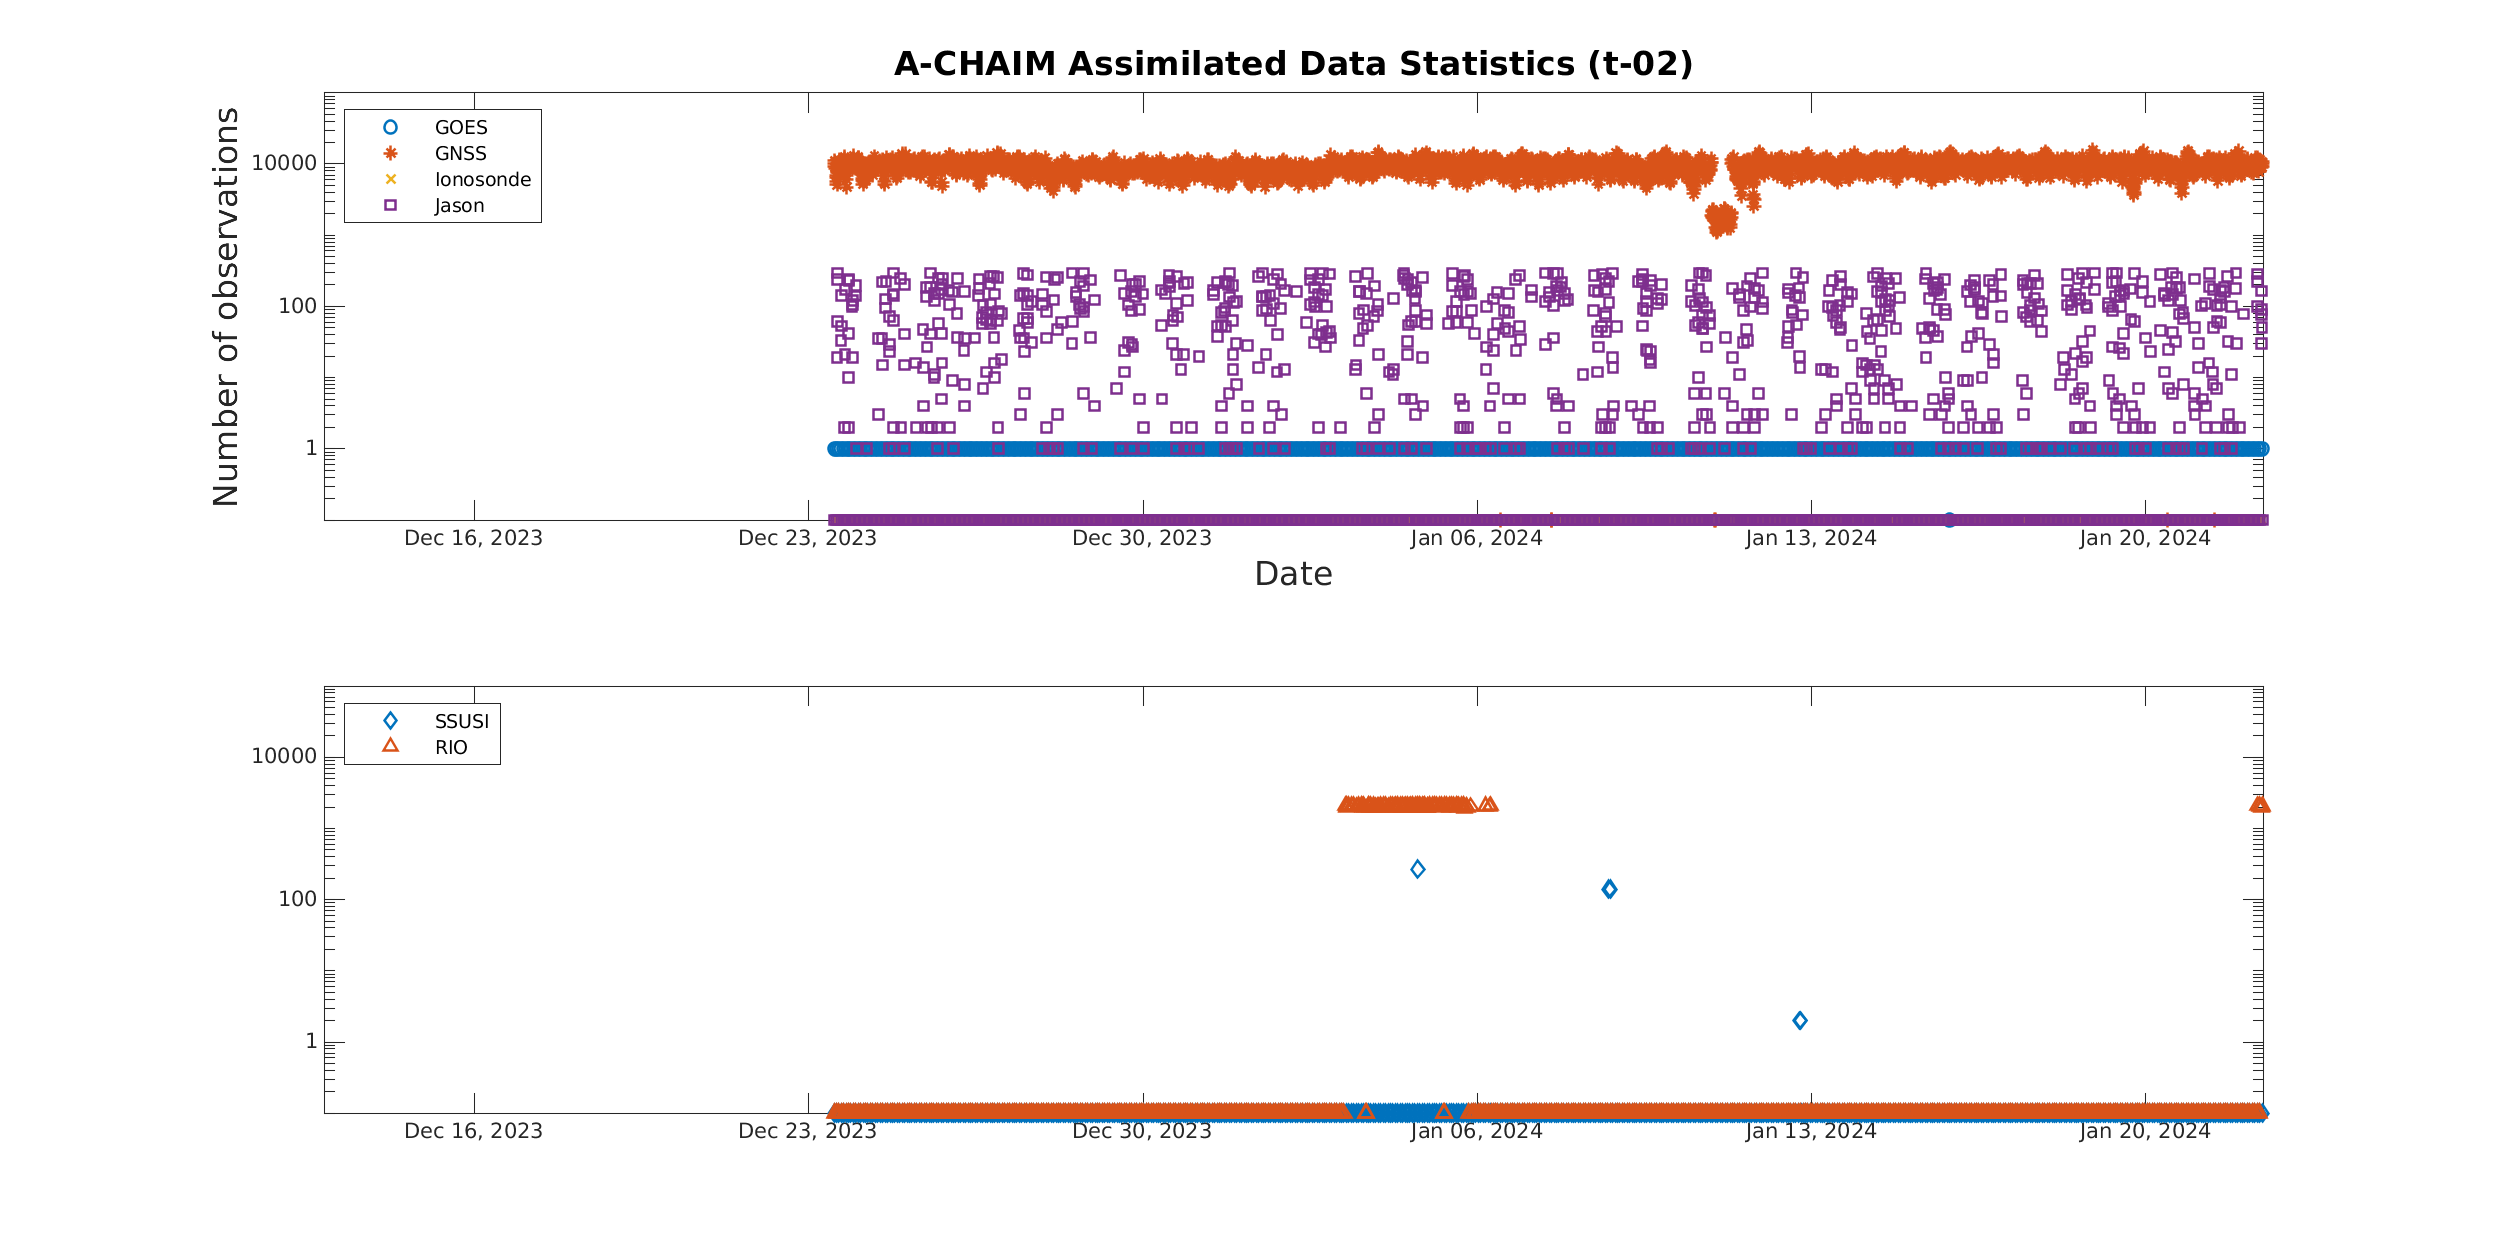 A-CHAIM Assimilated Data Statistics (t-02)
GOES
GNSS
Ionosonde
Jason
Number of observations
10000
100
1
Dec 16, 2023
Dec 23, 2023
Dec 30, 2023
Jan 06, 2024
Jan 13, 2024
Jan 20, 2024
Date
SSUSI
RIO
10000
100
1
Dec 16, 2023
Dec 23, 2023
Dec 30, 2023
Jan 06, 2024
Jan 13, 2024
Jan 20, 2024